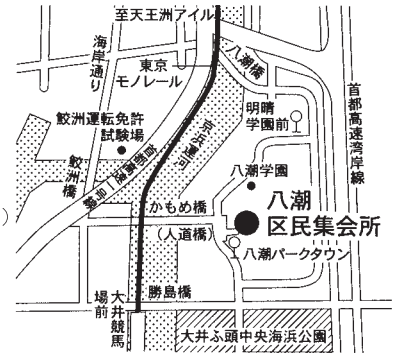 至天王洲アイル
海岸通り
東京
モノレール
八潮橋
明晴
学園前
首都高速湾岸線
鮫洲運転免許
試験場
京浜運河
首都高速一号線
鮫洲橋
八潮学園
八潮
区民集会所
かもめ橋
(人道橋)
八潮パークタウン
勝島橋
大井競馬
場前
大井ふ頭中央海浜公園